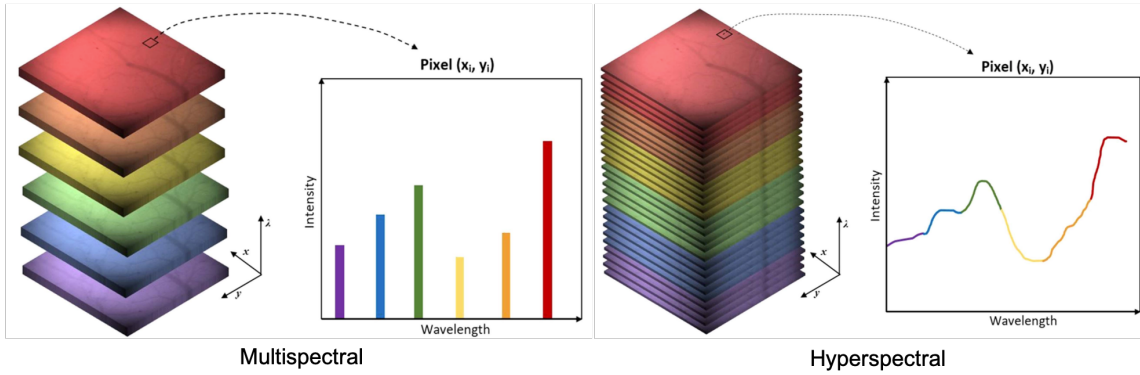 Pixel (xi, yi)
Intensity
Wavelength
λ
x
y
Multispectral
Pixel (xi, yi)
Intensity
Wavelength
λ
x
y
Hyperspectral